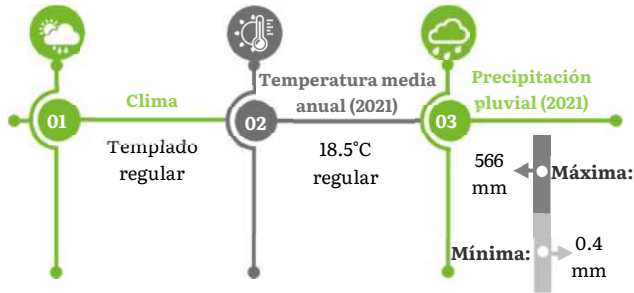 01
Clima
Templado
regular
02
Temperatura media
anual (2021)
18.5°C
regular
03
Precipitación
pluvial (2021)
566
mm
Máxima:
Mínima:
0.4
mm